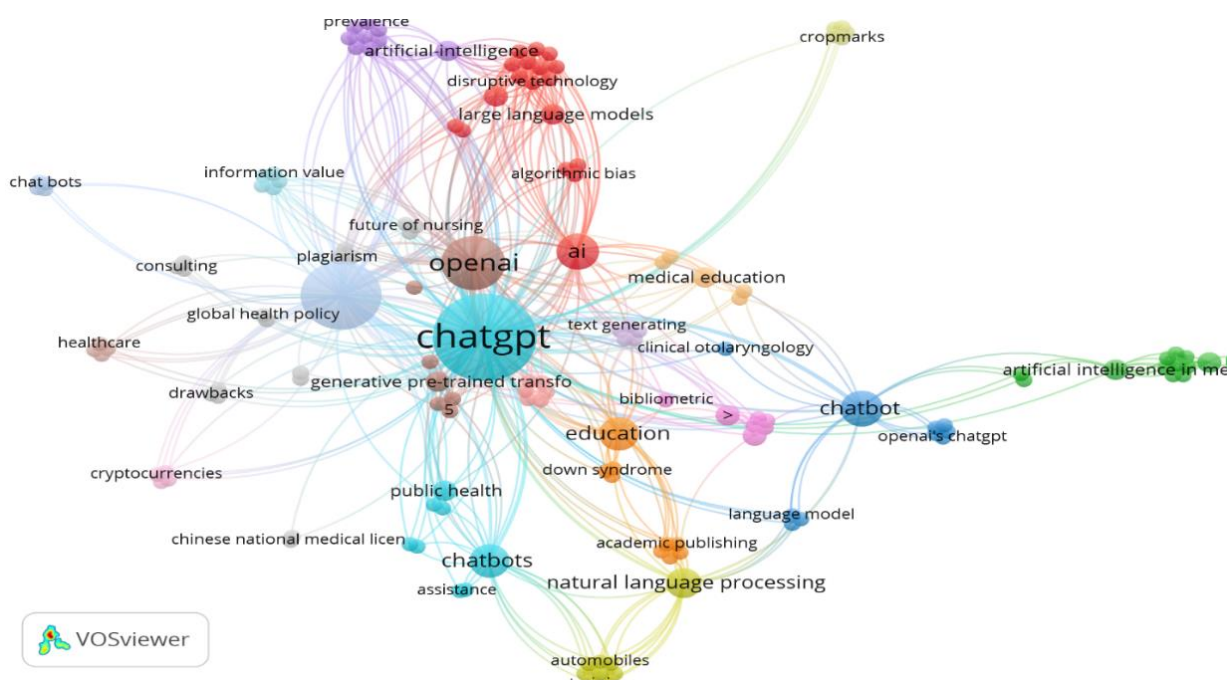 prevalence
cropmarks
artificial-intelligence
disruptive technology
large language models
information value
algorithmic bias
chat bots
future of nursing
plagiarism
ai
openai
consulting
medical education
global health policy
text generating
chatgpt
healthcare
clinical otolaryngology
artificial intelligence in me
generative pre-trained transfo
drawbacks
bibliometric
5
>
chatbot
education
openai's chatgpt
down syndrome
cryptocurrencies
public health
language model
chinese national medical licen
academic publishing
chatbots
natural language processing
assistance
VOSviewer
automobiles